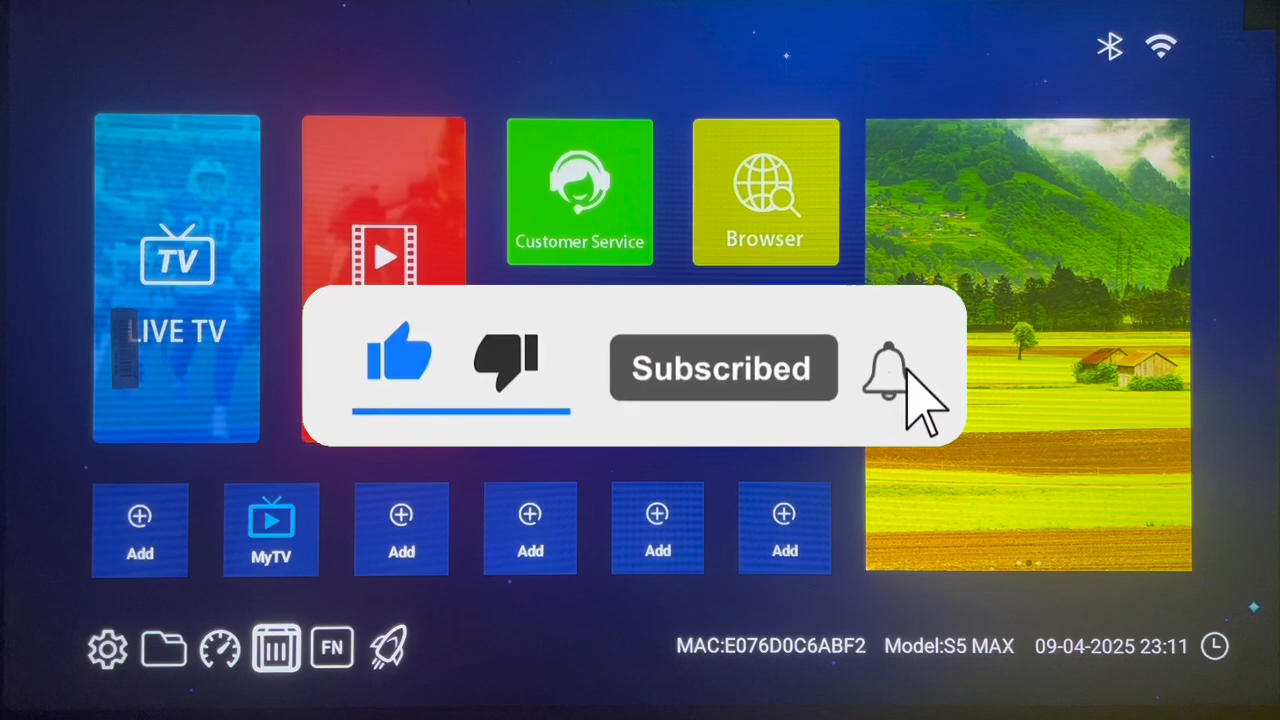 TV
LIVE TV
Customer Service
Browser
Subscribed
Add
MyTV
Add
Add
Add
Add
FN
MAC:E076D0C6ABF2
Model:S5 MAX
09-04-2025 23:11